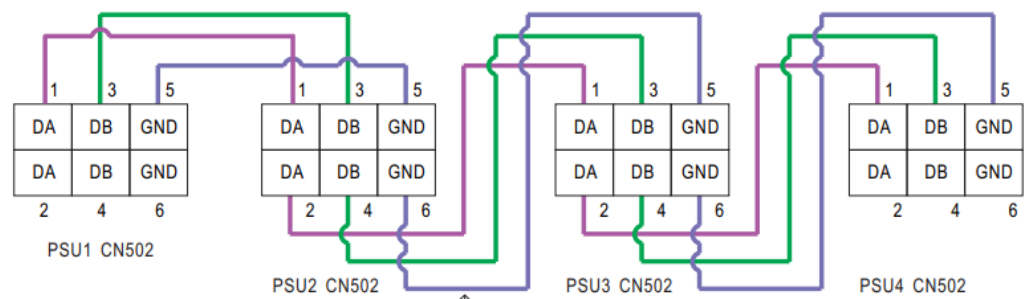 1 3 5 1 3 5 1 3 5 1 3 5
DA DB GND DA DB GND DA DB GND DA DB GND
DA DB GND DA DB GND DA DB GND DA DB GND
2 4 6 2 4 6 2 4 6 2 4 6
PSU1 CN502
PSU2 CN502 PSU3 CN502 PSU4 CN502